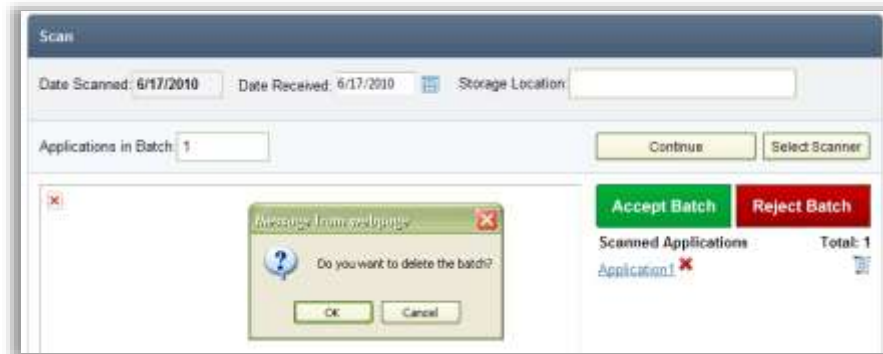 Scan
Date Scanned: 6/17/2010 Date Received: 6/17/2010 Storage Location:
Applications in Batch: 1 Continue Select Scanner
Accept Batch Reject Batch
Message from webpage
Scanned Applications Total: 1
Do you want to delete the batch?
Application1
OK Cancel